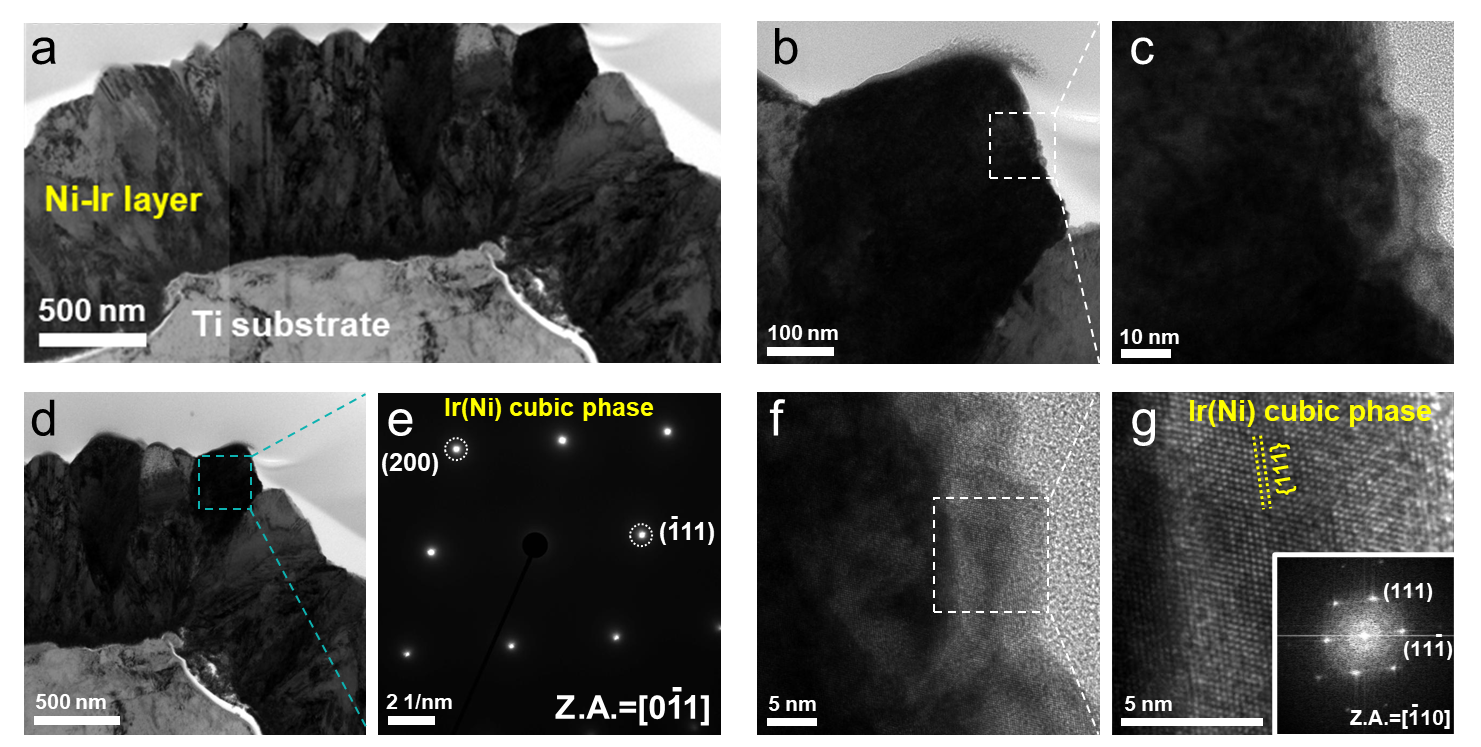 a
Ni-Ir layer
500 nm
Ti substrate
b
100 nm
c
10 nm
d
500 nm
e
Ir(Ni) cubic phase
(200)
(1̅11)
2 1/nm
Z.A.=[01̅1]
f
5 nm
g
Ir(Ni) cubic phase
{111}
(111)
(111̅)
5 nm
Z.A.=[1̅10]